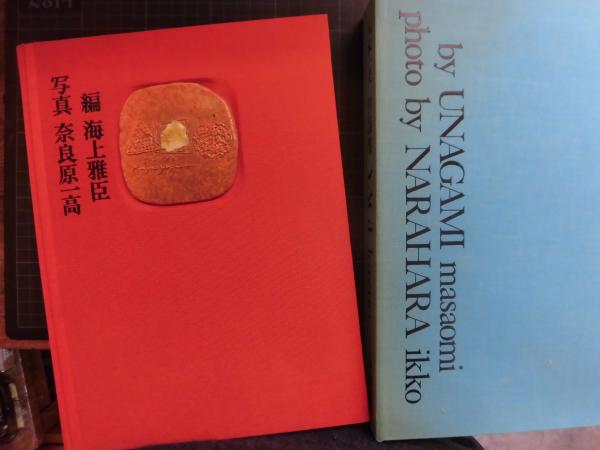 編 海上雅臣
写真 奈良原一高
by UNAGAMI masaomi
photo by NARAHARA ikko